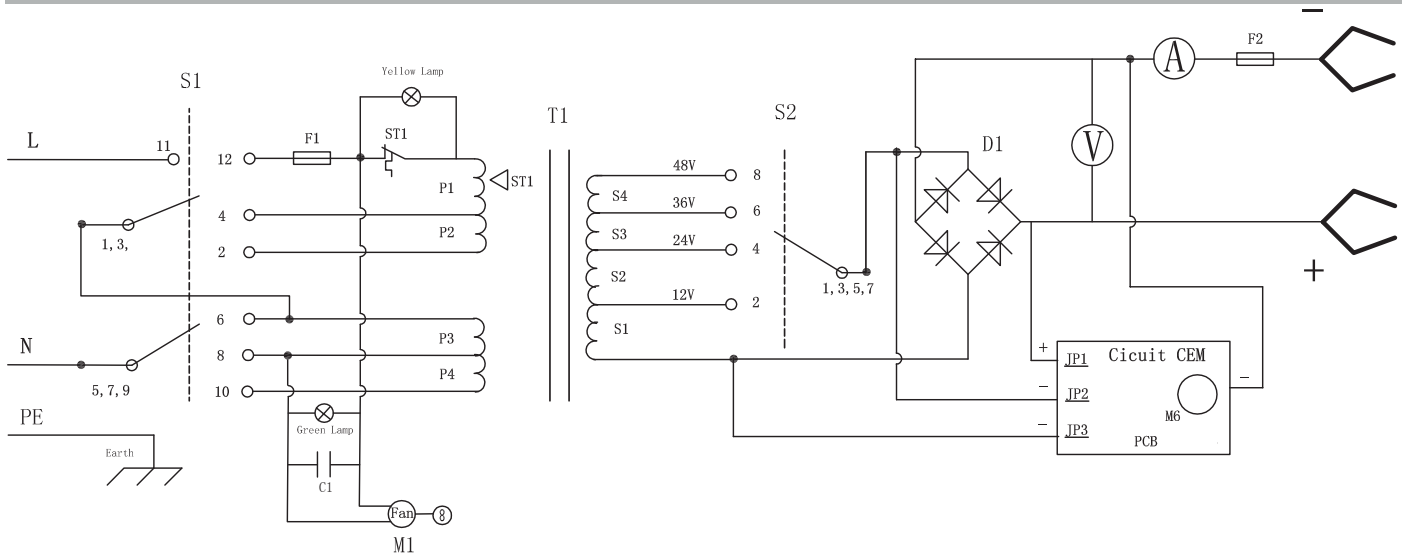 S1
L
11
12
F1
Yellow Lamp
ST1
P1
ST1
1, 3,
4
P2
2
N
5, 7, 9
6
P3
8
P4
10
PE
Earth
Green Lamp
C1
Fan
8
M1
T1
S4
48V
8
S3
36V
6
S2
24V
4
S1
12V
2
S2
1, 3, 5, 7
D1
−
A
F2
V
+
Cicuit CEM
+
JP1
−
JP2
−
JP3
M6
PCB
−